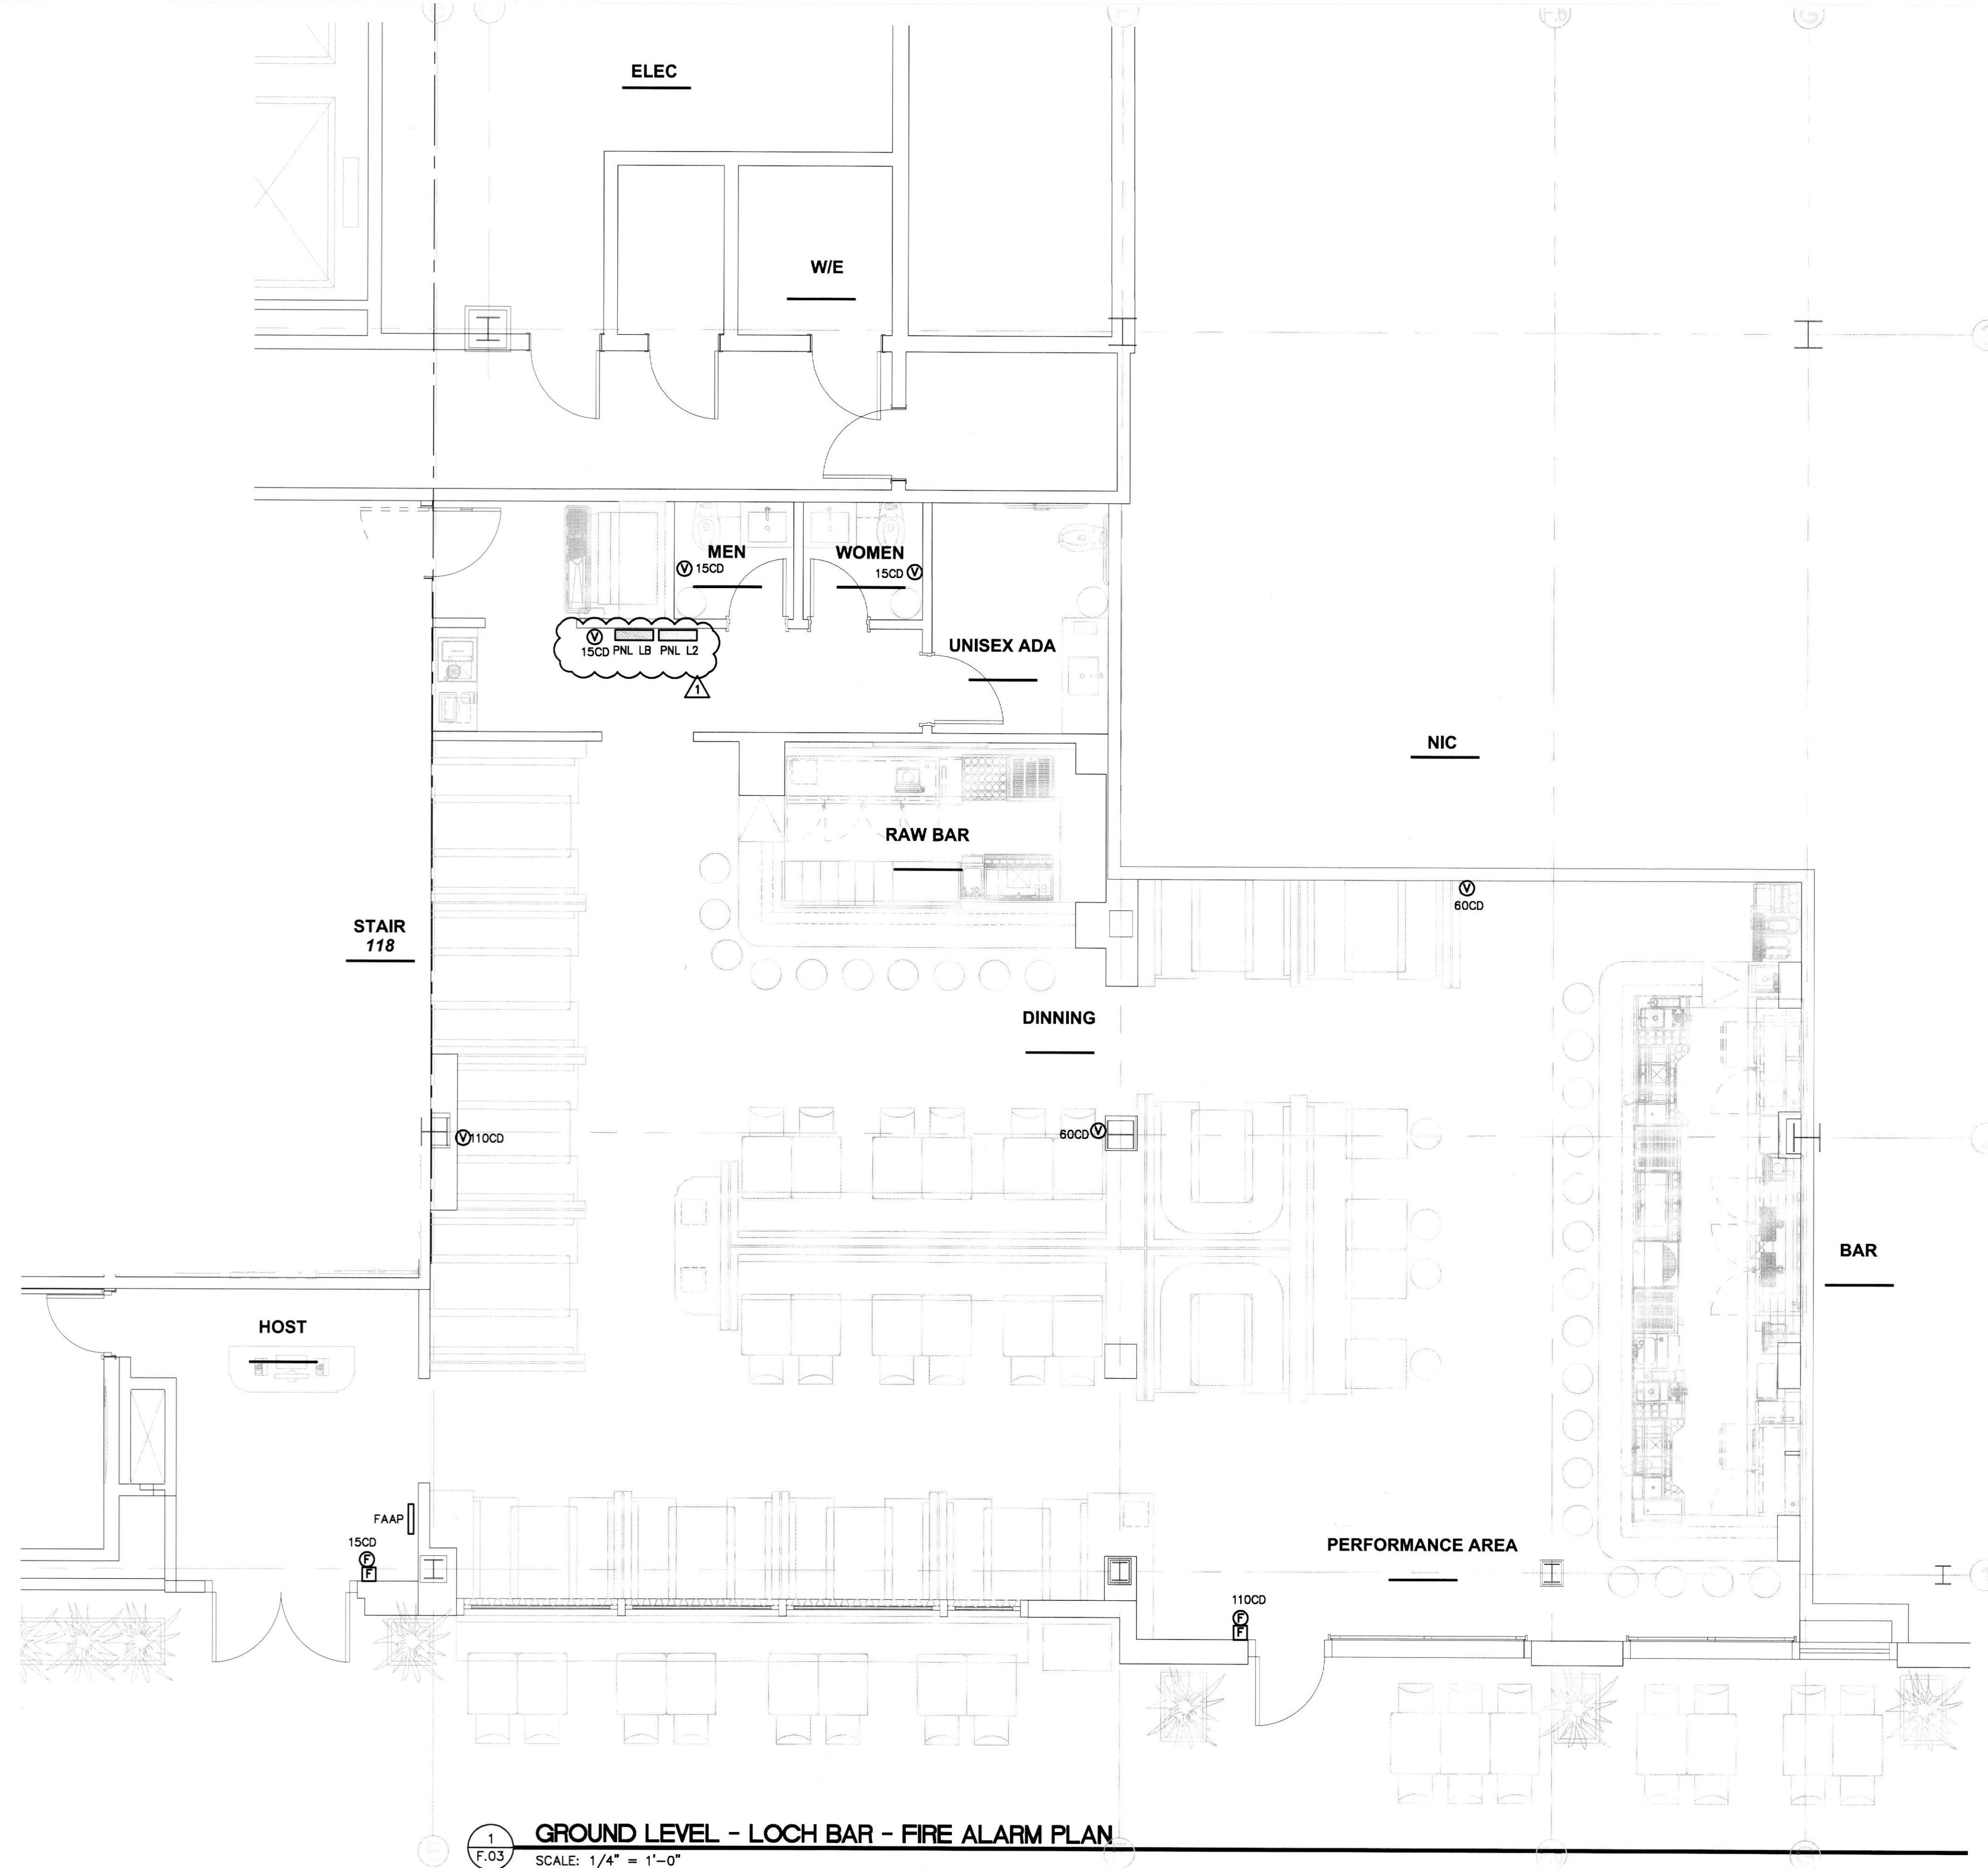 F.6
G
ELEC
W/E
MEN
V 15CD
WOMEN
15CD V
UNISEX ADA
V
15CD PNL LB PNL L2
1
NIC
RAW BAR
V
60CD
STAIR
118
DINNING
V 110CD
60CD V
BAR
HOST
FAAP
15CD
F
F
PERFORMANCE AREA
110CD
F
F
1
F.03
GROUND LEVEL - LOCH BAR - FIRE ALARM PLAN
SCALE: 1/4" = 1'-0"